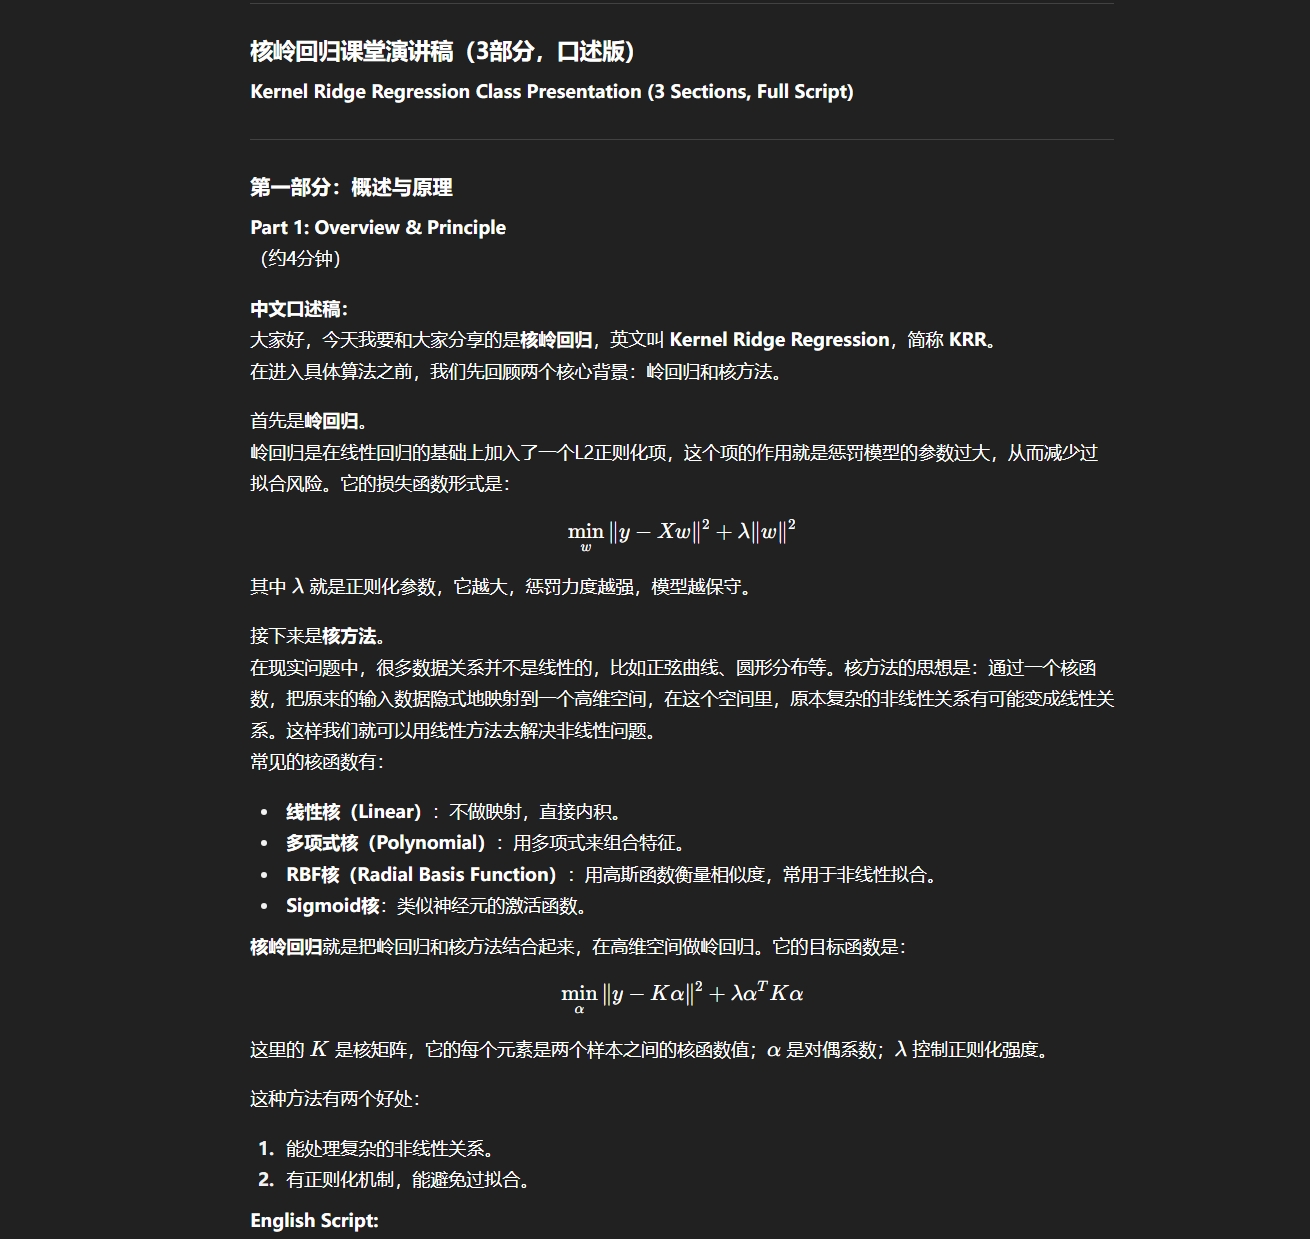 核岭回归课堂演讲稿（3部分，口述版）
Kernel Ridge Regression Class Presentation (3 Sections, Full Script)
第一部分：概述与原理
Part 1: Overview & Principle
（约4分钟）
中文口述稿：
大家好，今天我要和大家分享的是核岭回归，英文叫 Kernel Ridge Regression，简称 KRR。
在进入具体算法之前，我们先回顾两个核心背景：岭回归和核方法。
首先是岭回归。
岭回归是在线性回归的基础上加入了一个L2正则化项，这个项的作用就是惩罚模型的参数过大，从而减少过
拟合风险。它的损失函数形式是：
min_w ‖y − Xw‖² + λ‖w‖²
其中 λ 就是正则化参数，它越大，惩罚力度越强，模型越保守。
接下来是核方法。
在现实问题中，很多数据关系并不是线性的，比如正弦曲线、圆形分布等。核方法的思想是：通过一个核函
数，把原来的输入数据隐式地映射到一个高维空间，在这个空间里，原本复杂的非线性关系有可能变成线性关
系。这样我们就可以用线性方法去解决非线性问题。
常见的核函数有：
• 线性核（Linear）：不做映射，直接内积。
• 多项式核（Polynomial）：用多项式来组合特征。
• RBF核（Radial Basis Function）：用高斯函数衡量相似度，常用于非线性拟合。
• Sigmoid核：类似神经元的激活函数。
核岭回归就是把岭回归和核方法结合起来，在高维空间做岭回归。它的目标函数是：
min_α ‖y − Kα‖² + λα^T Kα
这里的 K 是核矩阵，它的每个元素是两个样本之间的核函数值；α 是对偶系数；λ 控制正则化强度。
这种方法有两个好处：
1. 能处理复杂的非线性关系。
2. 有正则化机制，能避免过拟合。
English Script: